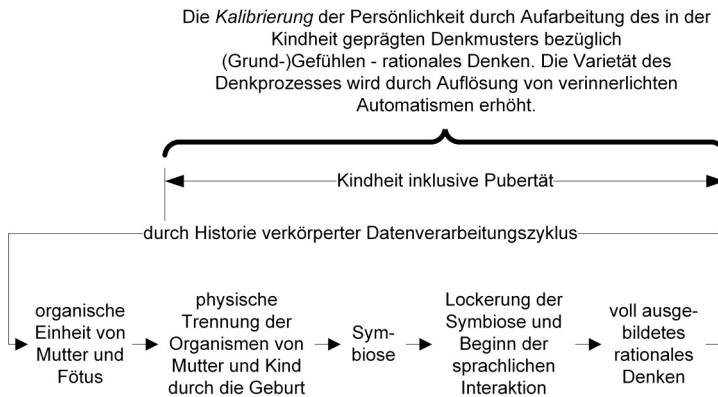 Die Kalibrierung der Persönlichkeit durch Aufarbeitung des in der
Kindheit geprägten Denkmusters bezüglich
(Grund-)Gefühlen - rationales Denken. Die Varietät des
Denkprozesses wird durch Auflösung von verinnerlichten
Automatismen erhöht.
Kindheit inklusive Pubertät
durch Historie verkörperter Datenverarbeitungszyklus
organische
Einheit von
Mutter und
Fötus
physische
Trennung der
Organismen von
Mutter und Kind
durch die Geburt
Sym-
biose
Lockerung der
Symbiose und
Beginn der
sprachlichen
Interaktion
voll ausge-
bildetes
rationales
Denken